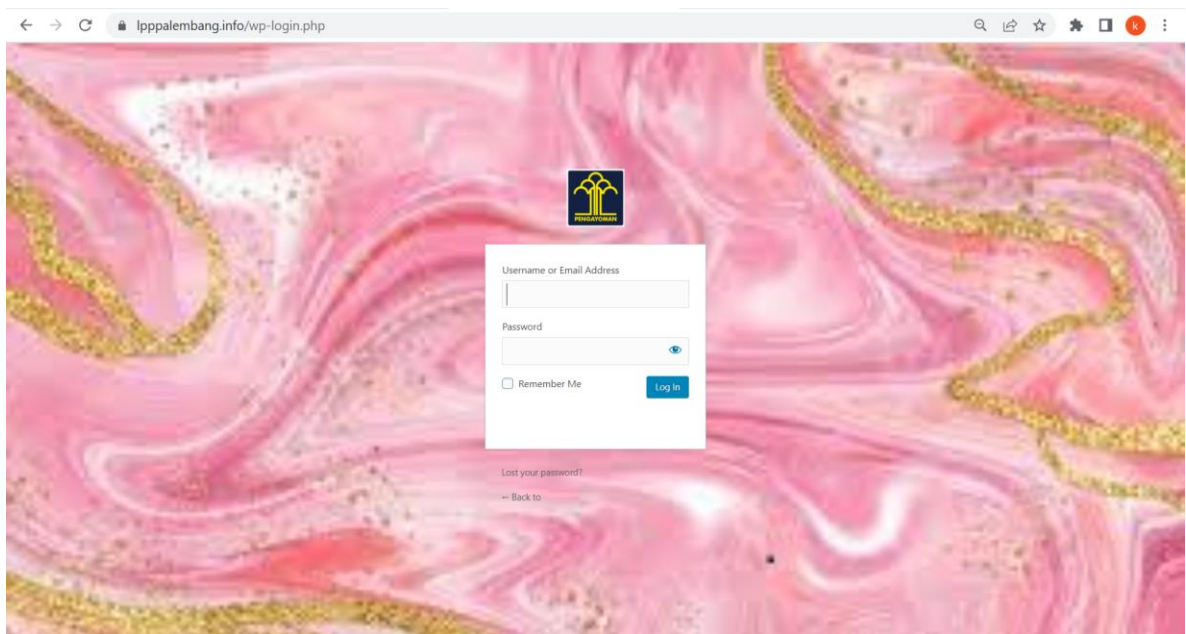 lpppalembang.info/wp-login.php
k
PENGAYOMAN
Username or Email Address
Password
Remember Me
Log In
Lost your password?
← Back to